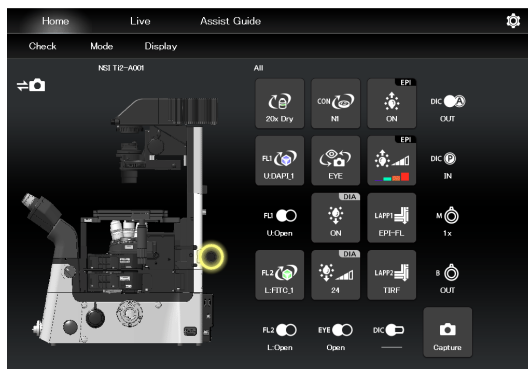 Home Live Assist Guide
Check Mode Display
NSI Ti2-A001
All
EPI
20x Dry
CON
N1
ON
DIC A
OUT
EPI
FL1
U:DAPI_1
EYE
DIC P
IN
DIA
FL1
U:Open
ON
LAPP1
EPI-FL
M
1x
DIA
FL2
L:FITC_1
24
LAPP2
TIRF
B
OUT
FL2
L:Open
EYE
Open
DIC
Capture